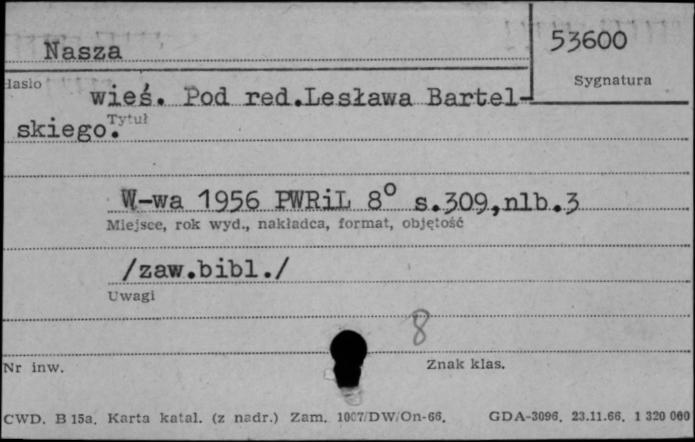 Nasza
53600
Hasło
Sygnatura
wieś. Pod red.Lesława Bartel-
Tytuł
skiego.
W-wa 1956 PWRiL 8° s.309,nlb.3
Miejsce, rok wyd., nakładca, format, objętość
/zaw.bibl./
Uwagi
8
Nr inw.
Znak klas.
CWD. B 15a. Karta katal. (z nadr.) Zam. 1007/DW/On-66. GDA-3096. 23.11.66. 1 320 000